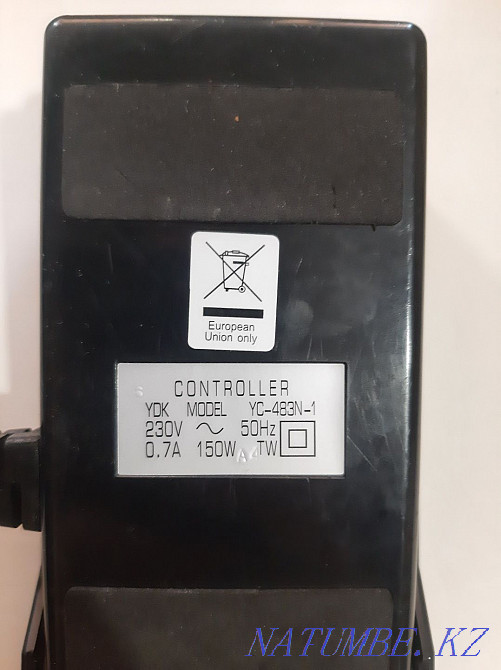 European
Union only
CONTROLLER
YDK MODEL YC-483N-1
230V ~ 50Hz
0.7A 150W TW
NATUMBE.KZ